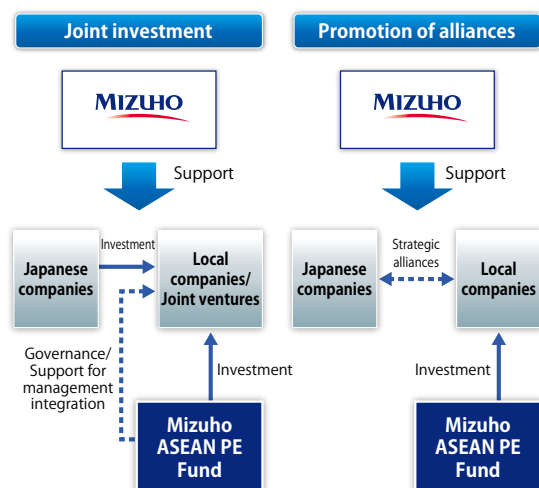 Joint investment
MIZUHO
Support
Japanese
companies
Investment
Local
companies/
Joint ventures
Governance/
Support for
management
integration
Investment
Mizuho
ASEAN PE
Fund
Promotion of alliances
MIZUHO
Support
Japanese
companies
Strategic
alliances
Local
companies
Investment
Mizuho
ASEAN PE
Fund